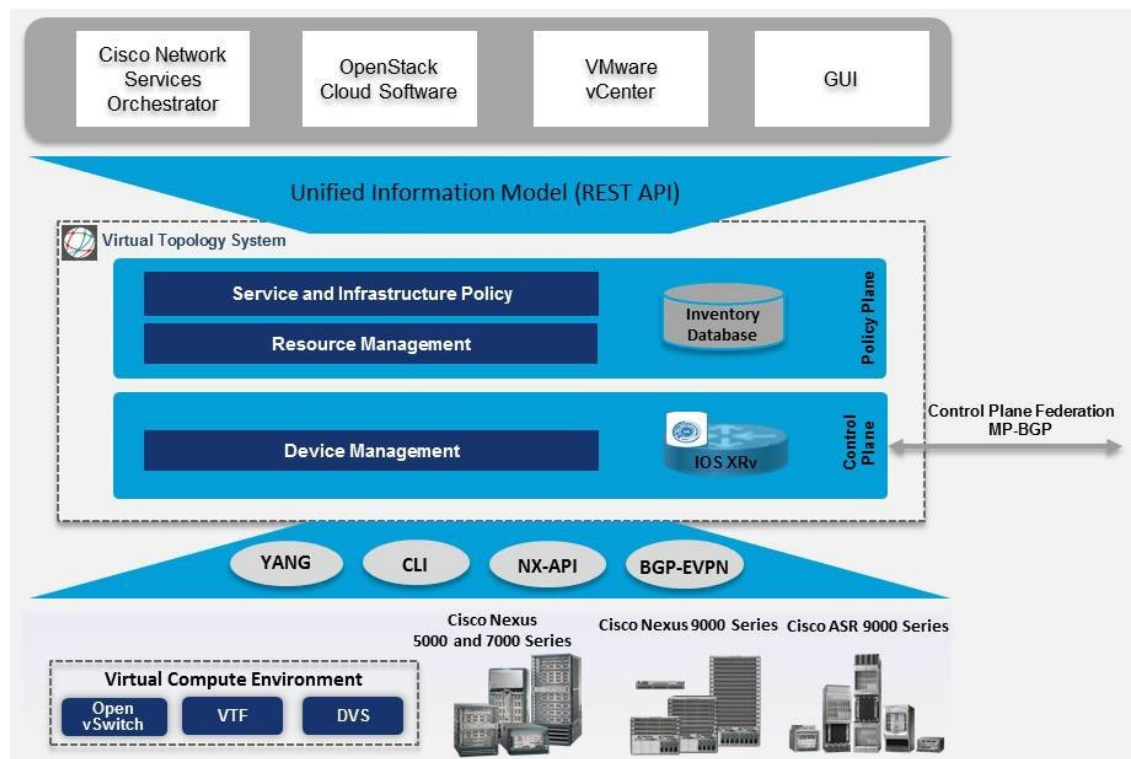 Cisco Network
Services
Orchestrator
OpenStack
Cloud Software
VMware
vCenter
GUI
Unified Information Model (REST API)
Virtual Topology System
Service and Infrastructure Policy
Resource Management
Inventory
Database
Policy Plane
Device Management
IOS XRv
Control
Plane
Control Plane Federation
MP-BGP
YANG
CLI
NX-API
BGP-EVPN
Cisco Nexus
5000 and 7000 Series
Cisco Nexus 9000 Series
Cisco ASR 9000 Series
Virtual Compute Environment
Open
vSwitch
VTF
DVS